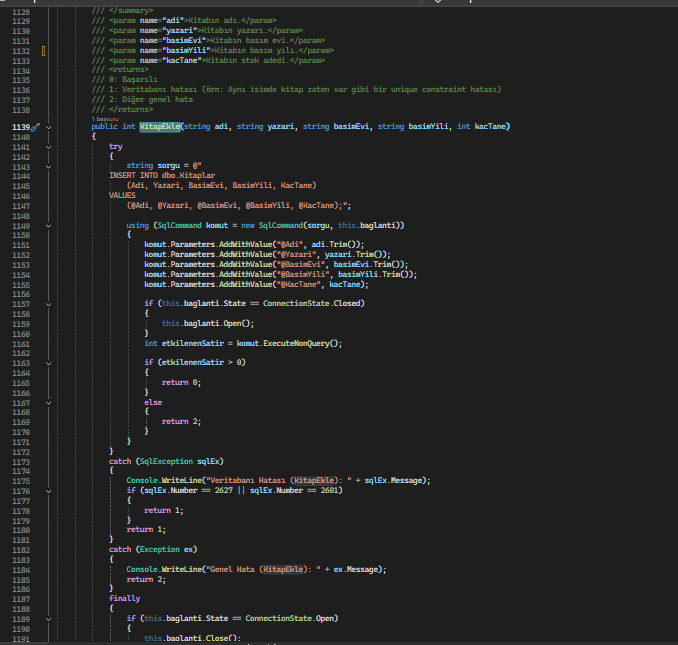 1128 /// </summary>
1129 /// <param name="adi">Kitabın adı.</param>
1130 /// <param name="yazari">Kitabın yazarı.</param>
1131 /// <param name="basimEvi">Kitabın basım evi.</param>
1132 /// <param name="basimYili">Kitabın basım yılı.</param>
1133 /// <param name="kacTane">Kitabın stok adedi.</param>
1134 /// <returns>
1135 /// 0: Başarılı
1136 /// 1: Veritabanı hatası (örn: Aynı isimde kitap zaten var gibi bir unique constraint hatası)
1137 /// 2: Diğer genel hata
1138 /// </returns>
1 başvuru
1139 public int KitapEkle(string adi, string yazari, string basimEvi, string basimYili, int kacTane)
1140 {
1141 try
1142 {
1143 string sorgu = @"
1144 INSERT INTO dbo.Kitaplar
1145 (Adi, Yazari, BasimEvi, BasimYili, KacTane)
1146 VALUES
1147 (@Adi, @Yazari, @BasimEvi, @BasimYili, @KacTane);";
1148
1149 using (SqlCommand komut = new SqlCommand(sorgu, this.baglanti))
1150 {
1151 komut.Parameters.AddWithValue("@Adi", adi.Trim());
1152 komut.Parameters.AddWithValue("@Yazari", yazari.Trim());
1153 komut.Parameters.AddWithValue("@BasimEvi", basimEvi.Trim());
1154 komut.Parameters.AddWithValue("@BasimYili", basimYili.Trim());
1155 komut.Parameters.AddWithValue("@KacTane", kacTane);
1156
1157 if (this.baglanti.State == ConnectionState.Closed)
1158 {
1159 this.baglanti.Open();
1160 }
1161 int etkilenenSatir = komut.ExecuteNonQuery();
1162
1163 if (etkilenenSatir > 0)
1164 {
1165 return 0;
1166 }
1167 else
1168 {
1169 return 2;
1170 }
1171 }
1172 }
1173 catch (SqlException sqlEx)
1174 {
1175 Console.WriteLine("Veritabanı Hatası (KitapEkle): " + sqlEx.Message);
1176 if (sqlEx.Number == 2627 || sqlEx.Number == 2601)
1177 {
1178 return 1;
1179 }
1180 return 1;
1181 }
1182 catch (Exception ex)
1183 {
1184 Console.WriteLine("Genel Hata (KitapEkle): " + ex.Message);
1185 return 2;
1186 }
1187 finally
1188 {
1189 if (this.baglanti.State == ConnectionState.Open)
1190 {
1191 this.baglanti.Close();